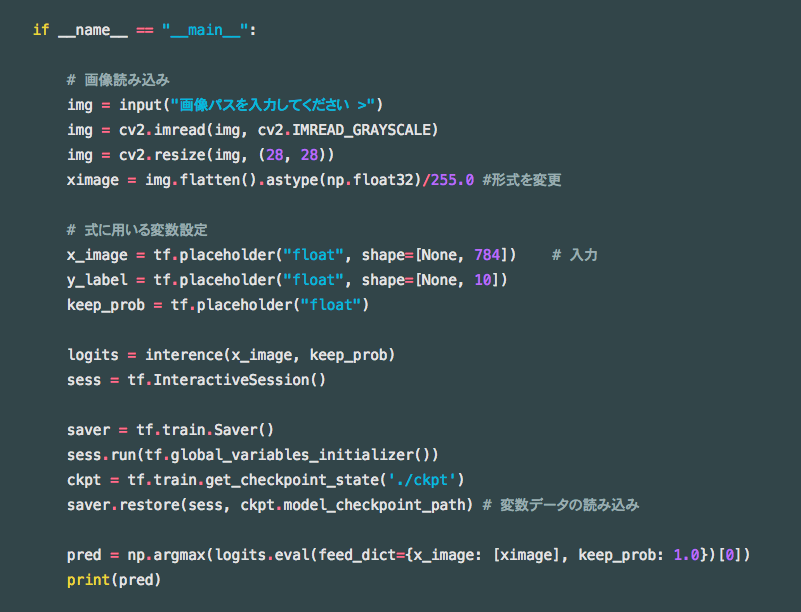 if __name__ == "__main__":
# 画像読み込み
img = input("画像パスを入力してください >")
img = cv2.imread(img, cv2.IMREAD_GRAYSCALE)
img = cv2.resize(img, (28, 28))
ximage = img.flatten().astype(np.float32)/255.0 #形式を変更
# 式に用いる変数設定
x_image = tf.placeholder("float", shape=[None, 784])    # 入力
y_label = tf.placeholder("float", shape=[None, 10])
keep_prob = tf.placeholder("float")
logits = interence(x_image, keep_prob)
sess = tf.InteractiveSession()
saver = tf.train.Saver()
sess.run(tf.global_variables_initializer())
ckpt = tf.train.get_checkpoint_state('./ckpt')
saver.restore(sess, ckpt.model_checkpoint_path) # 変数データの読み込み
pred = np.argmax(logits.eval(feed_dict={x_image: [ximage], keep_prob: 1.0})[0])
print(pred)